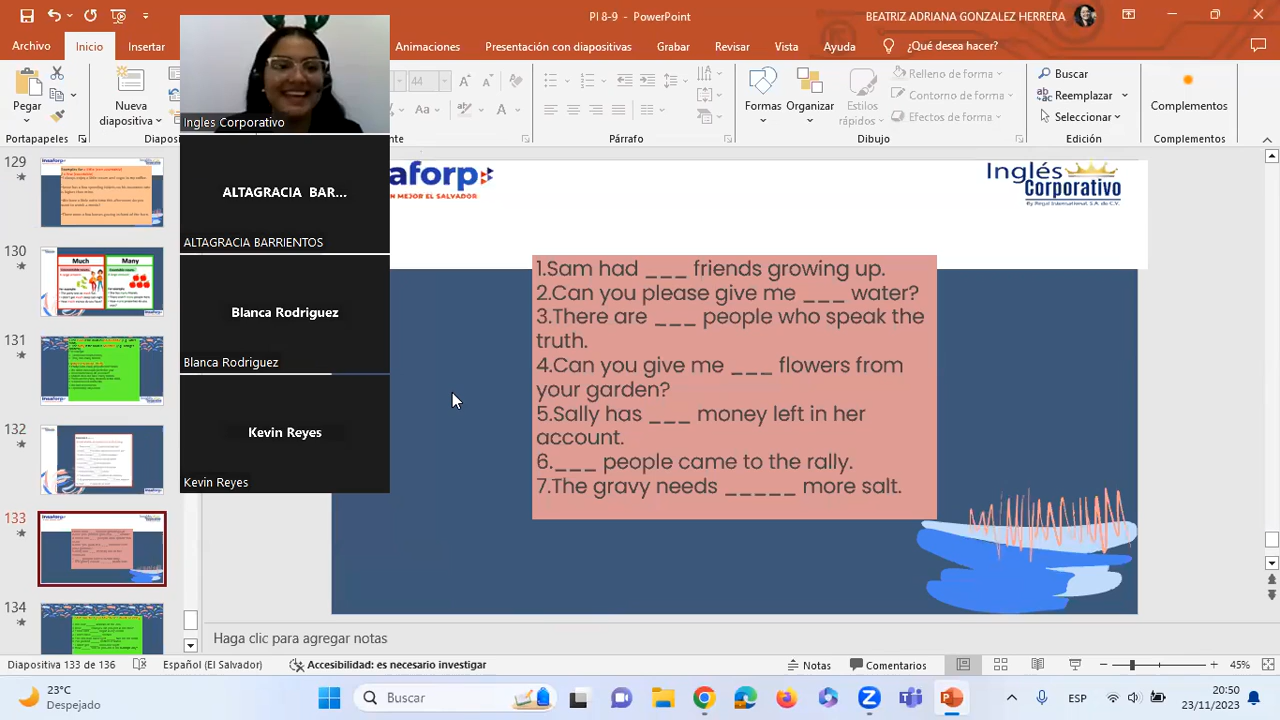 PI 8-9 - PowerPoint
BEATRIZ ADRIANA GONZALEZ HERRERA
Archivo
Inicio
Insertar
Animaciones
Presentación con diapositivas
Grabar
Revisar
Vista
Ayuda
¿Qué desea hacer?
Pegar
Nueva
diapositiva
Portapapeles
44
Aa
A
Párrafo
Formas
Organizar
Estilos
rápidos
Relleno de forma
Contorno de forma
Efectos de forma
Dibujo
Buscar
Reemplazar
Seleccionar
Edición
Complementos
Complementos
Ingles Corporativo
ALTAGRACIA BAR...
ALTAGRACIA BARRIENTOS
Blanca Rodriguez
Blanca Rodriguez
Kevin Reyes
Kevin Reyes
129
130
Much
Many
131
132
133
134
aforp
N MEJOR EL SALVADOR
Inglés
Corporativo
1.Sam had ___ friends growing up.
you please give me ___ water?
3.There are ___ people who speak the
truth.
Can you give me ___ from
your garden?
5.Sally has ___ money left in her
account.
6.___ people came to the rally.
7.The gravy needs _____ more salt.
Haga clic para agregar notas
Diapositiva 133 de 136
Español (El Salvador)
Accesibilidad: es necesario investigar
Notas
Comentarios
45%
23°C
Despejado
Buscar
ESP
20:50
23/11/2023